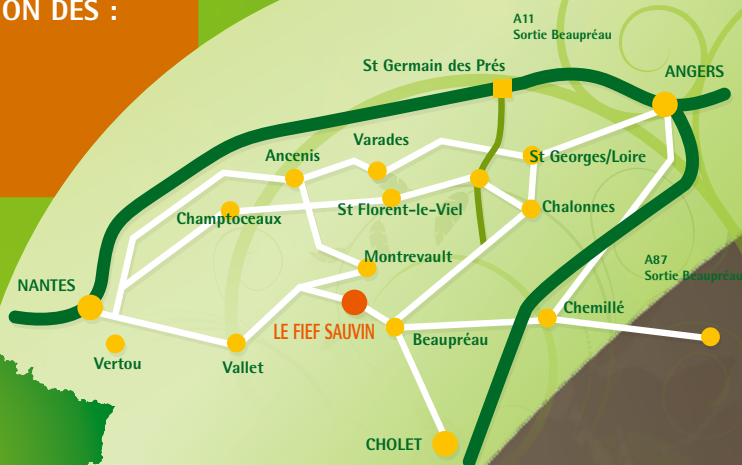 ON DES :
A11
Sortie Beaupréau
St Germain des Prés
ANGERS
Varades
Ancenis
St Georges/Loire
Champtoceaux
St Florent-le-Viel
Chalonnes
Montrevault
A87
Sortie Beaupréau
NANTES
Chemillé
LE FIEF SAUVIN
Beaupréau
Vertou
Vallet
CHOLET